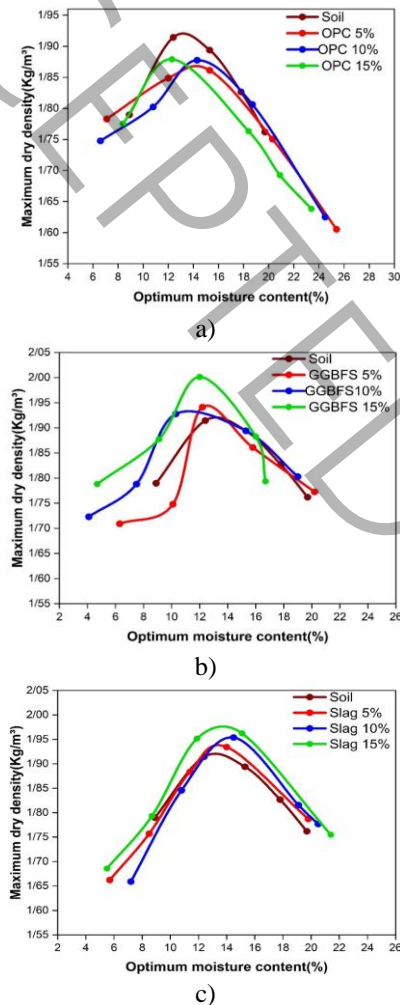 1/95
1/90
1/85
1/80
1/75
1/70
1/65
1/60
1/55
Maximum dry density(Kg/m³)
Soil
OPC 5%
OPC 10%
OPC 15%
4 6 8 10 12 14 16 18 20 22 24 26 28 30
Optimum moisture content(%)
a)
2/05
2/00
1/95
1/90
1/85
1/80
1/75
1/70
1/65
1/60
1/55
Maximum dry density(Kg/m³)
Soil
GGBFS 5%
GGBFS10%
GGBFS 15%
2 4 6 8 10 12 14 16 18 20 22 24 26
Optimum moisture content(%)
b)
2/05
2/00
1/95
1/90
1/85
1/80
1/75
1/70
1/65
1/60
1/55
Maximum dry density(Kg/m³)
Soil
Slag 5%
Slag 10%
Slag 15%
2 4 6 8 10 12 14 16 18 20 22 24 26
Optimum moisture content(%)
c)